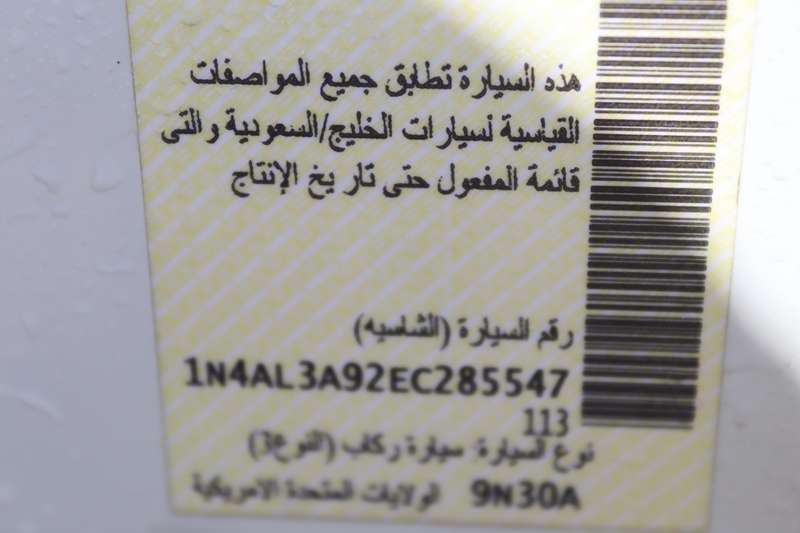 هذه السيارة تطابق جميع المواصفات
القياسية لسيارات الخليج/السعودية والتى
قائمة المفعول حتى تاريخ الإنتاج
رقم السيارة (الشاسيه)
1N4AL3A92EC285547
113
نوع السيارة: سيارة ركاب (النوع3)
9N30A الولايات المتحدة الامريكية